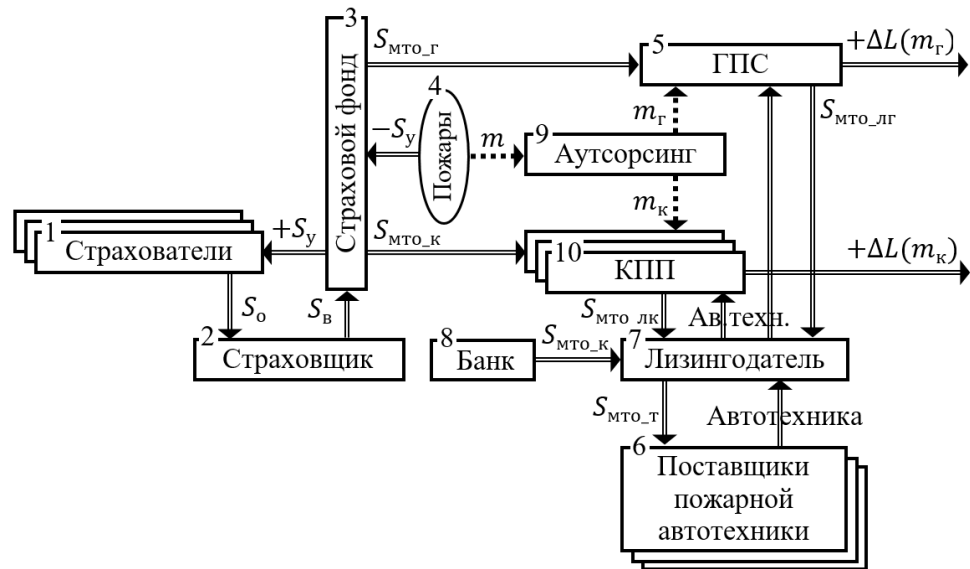 3
Страховой фонд
S_мто_г
5
ГПС
+ΔL(m_г)
4
Пожары
−S_у
m
m_г
S_мто_лг
9
Аутсорсинг
m_к
1
Страхователи
+S_у
S_мто_к
10
КПП
+ΔL(m_к)
S_о
S_в
S_мто_лк
Ав.техн.
2
Страховщик
8
Банк
S_мто_к
7
Лизингодатель
S_мто_т
Автотехника
6
Поставщики
пожарной
автотехники